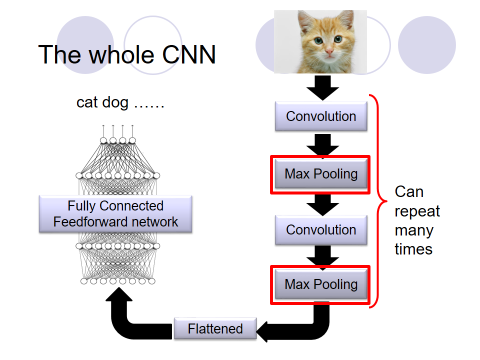 The whole CNN
cat dog ……
Convolution
Max Pooling
Convolution
Max Pooling
Can
repeat
many
times
Flattened
Fully Connected
Feedforward network